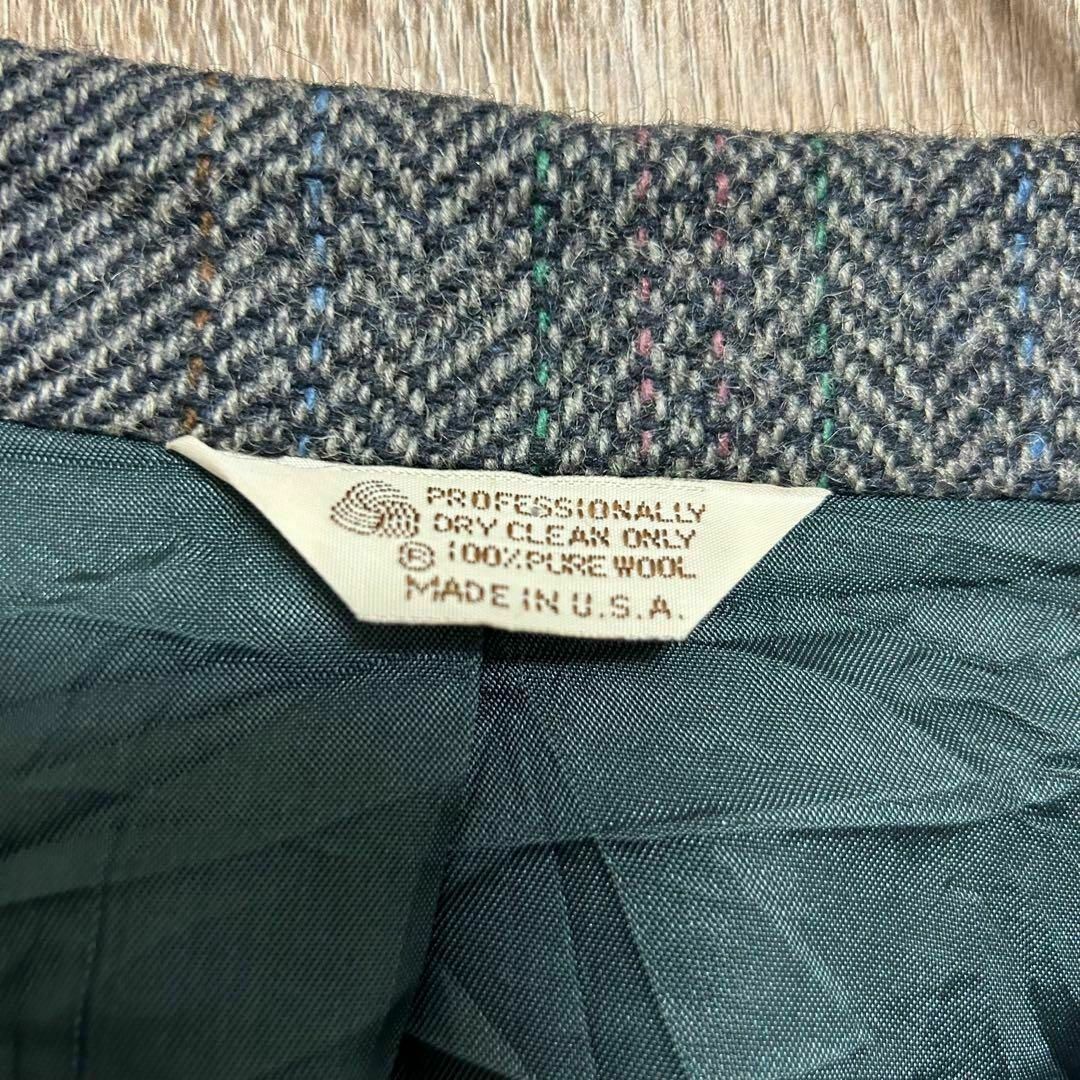 PROFESSIONALLY
DRY CLEAN ONLY
® 100% PURE WOOL
MADE IN U.S.A.